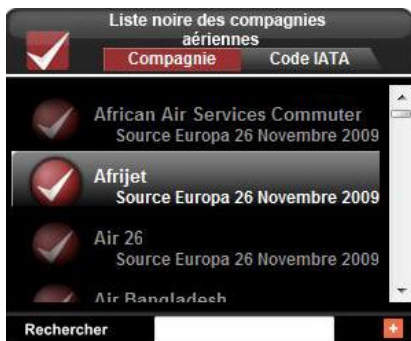 Liste noire des compagnies
aériennes
Compagnie Code IATA
African Air Services Commuter
Source Europa 26 Novembre 2009
Afrijet
Source Europa 26 Novembre 2009
Air 26
Source Europa 26 Novembre 2009
Air Bangladesh
Rechercher